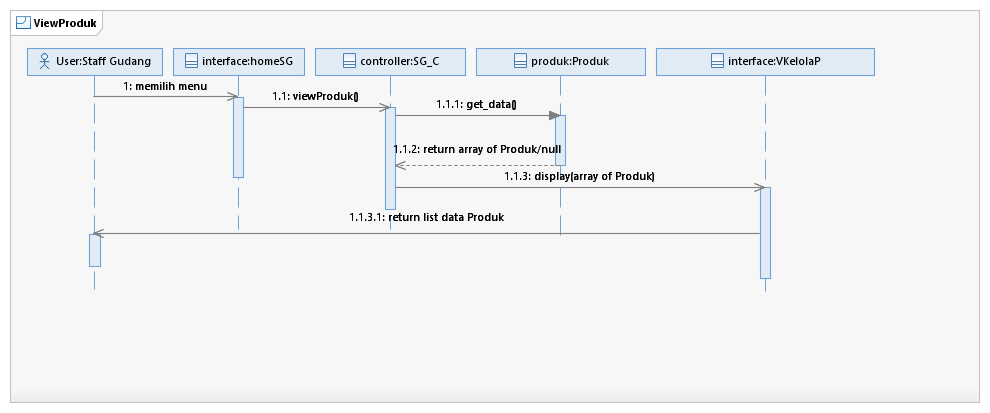 ViewProduk
User:Staff Gudang
interface:homeSG
controller:SG_C
produk:Produk
interface:VKelolaP
1: memilih menu
1.1: viewProduk()
1.1.1: get_data()
1.1.2: return array of Produk/null
1.1.3: display(array of Produk)
1.1.3.1: return list data Produk